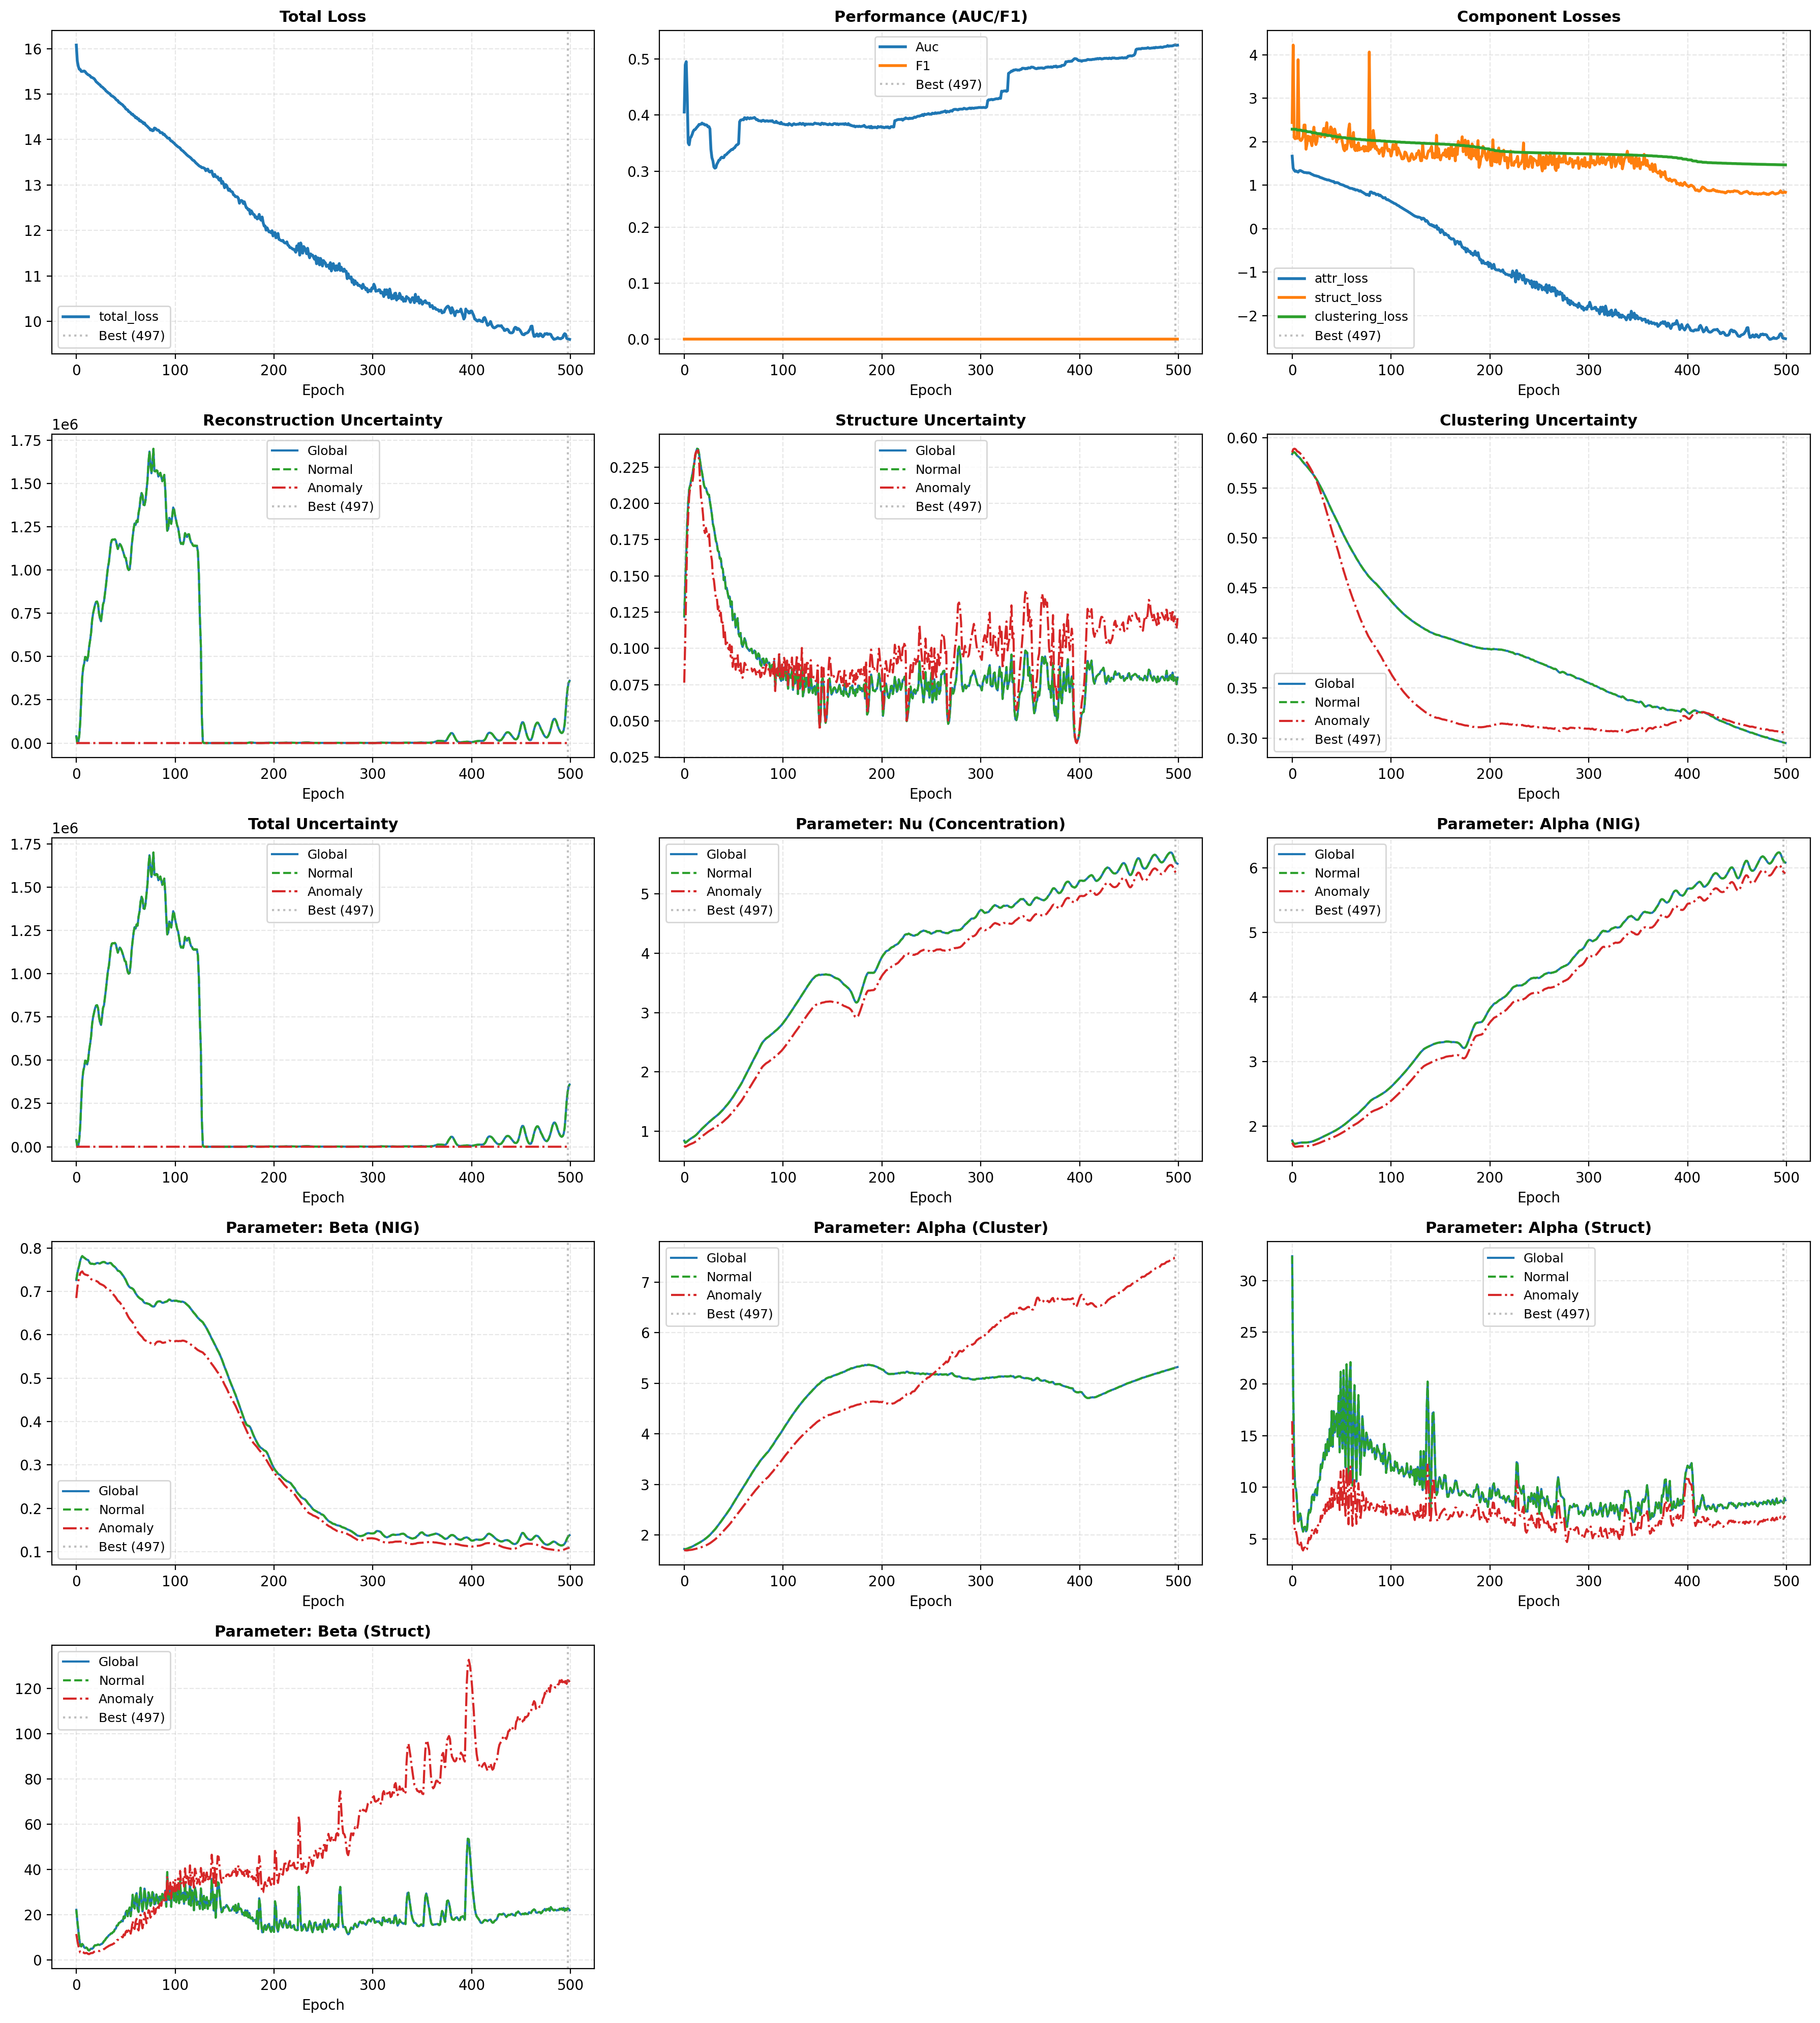 Total Loss
16
15
14
13
12
11
10
total_loss
Best (497)
0 100 200 300 400 500
Epoch
Performance (AUC/F1)
0.5
0.4
0.3
0.2
0.1
0.0
Auc
F1
Best (497)
0 100 200 300 400 500
Epoch
Component Losses
4
3
2
1
0
−1
−2
attr_loss
struct_loss
clustering_loss
Best (497)
0 100 200 300 400 500
Epoch
Reconstruction Uncertainty
1e6
1.75
1.50
1.25
1.00
0.75
0.50
0.25
0.00
Global
Normal
Anomaly
Best (497)
0 100 200 300 400 500
Epoch
Structure Uncertainty
0.225
0.200
0.175
0.150
0.125
0.100
0.075
0.050
0.025
Global
Normal
Anomaly
Best (497)
0 100 200 300 400 500
Epoch
Clustering Uncertainty
0.60
0.55
0.50
0.45
0.40
0.35
0.30
Global
Normal
Anomaly
Best (497)
0 100 200 300 400 500
Epoch
Total Uncertainty
1e6
1.75
1.50
1.25
1.00
0.75
0.50
0.25
0.00
Global
Normal
Anomaly
Best (497)
0 100 200 300 400 500
Epoch
Parameter: Nu (Concentration)
5
4
3
2
1
Global
Normal
Anomaly
Best (497)
0 100 200 300 400 500
Epoch
Parameter: Alpha (NIG)
6
5
4
3
2
Global
Normal
Anomaly
Best (497)
0 100 200 300 400 500
Epoch
Parameter: Beta (NIG)
0.8
0.7
0.6
0.5
0.4
0.3
0.2
0.1
Global
Normal
Anomaly
Best (497)
0 100 200 300 400 500
Epoch
Parameter: Alpha (Cluster)
7
6
5
4
3
2
Global
Normal
Anomaly
Best (497)
0 100 200 300 400 500
Epoch
Parameter: Alpha (Struct)
30
25
20
15
10
5
Global
Normal
Anomaly
Best (497)
0 100 200 300 400 500
Epoch
Parameter: Beta (Struct)
120
100
80
60
40
20
0
Global
Normal
Anomaly
Best (497)
0 100 200 300 400 500
Epoch